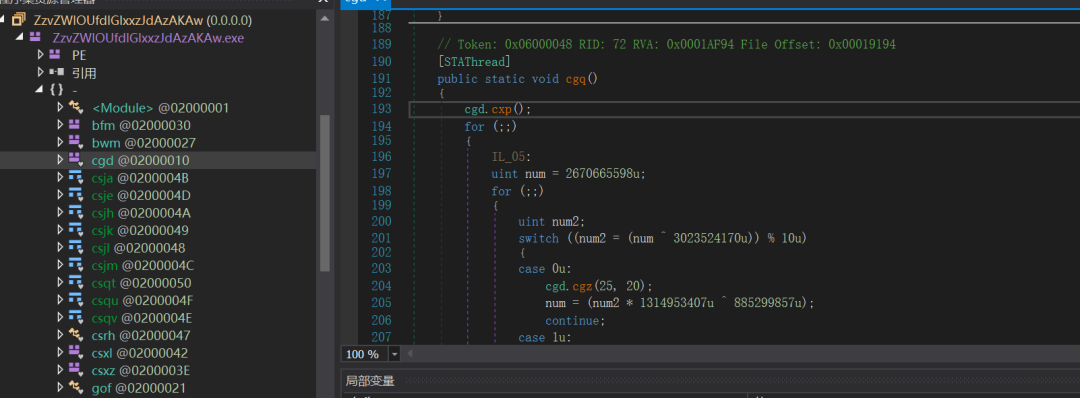 ZzvZWlOUfdlGlxxzJdAzAKAw (0.0.0.0)
ZzvZWlOUfdlGlxxzJdAzAKAw.exe
PE
引用
{ } -
<Module> @02000001
bfm @02000030
bwm @02000027
cgd @02000010
csja @0200004B
csje @0200004D
csjh @0200004A
csjk @02000049
csjl @02000048
csjm @0200004C
csqt @02000050
csqu @0200004F
csqv @0200004E
csrh @02000047
csxl @02000042
csxz @0200003E
gof @02000021
187 }
188
189 // Token: 0x06000048 RID: 72 RVA: 0x0001AF94 File Offset: 0x00019194
190 [STAThread]
191 public static void cgq()
192 {
193 cgd.cxp();
194 for (;;)
195 {
196 IL_05:
197 uint num = 2670665598u;
198 for (;;)
199 {
200 uint num2;
201 switch ((num2 = (num ^ 3023524170u)) % 10u)
202 {
203 case 0u:
204 cgd.cgz(25, 20);
205 num = (num2 * 1314953407u ^ 885299857u);
206 continue;
207 case 1u:
100 %
局部变量